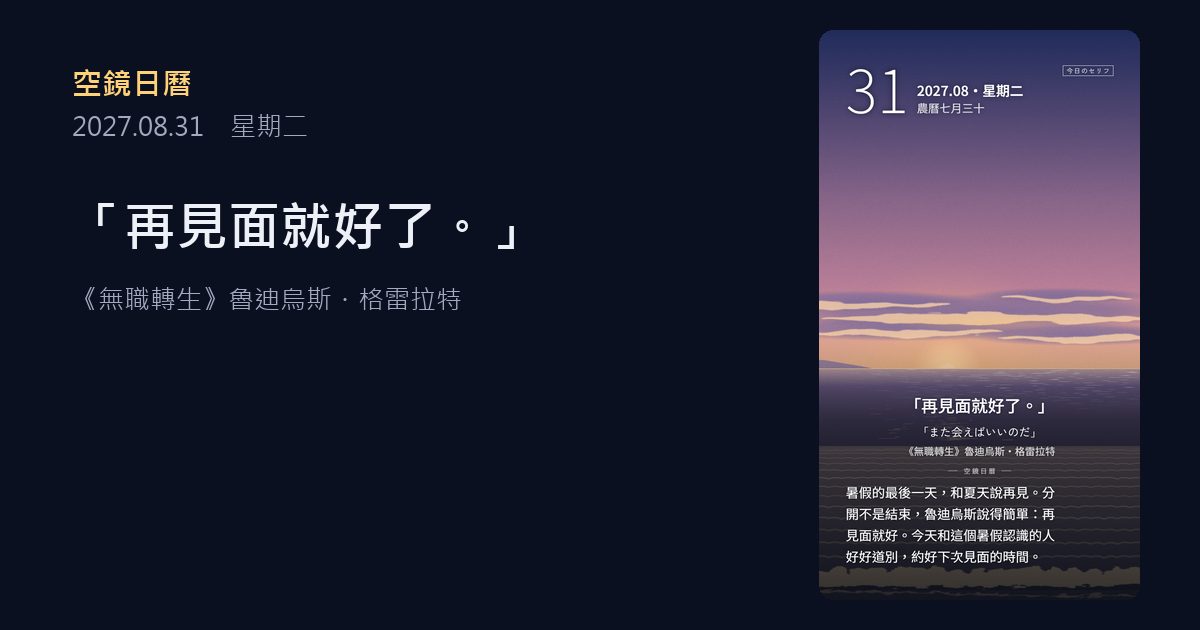 空鏡日曆
2027.08.31 星期二
「再見面就好了。」
《無職轉生》魯迪烏斯・格雷拉特
今日のセリフ
31
2027.08・星期二
農曆七月三十
「再見面就好了。」
「また会えばいいのだ」
《無職轉生》魯迪烏斯・格雷拉特
— 空鏡日曆 —
暑假的最後一天，和夏天說再見。分
開不是結束，魯迪烏斯說得簡單：再
見面就好。今天和這個暑假認識的人
好好道別，約好下次見面的時間。